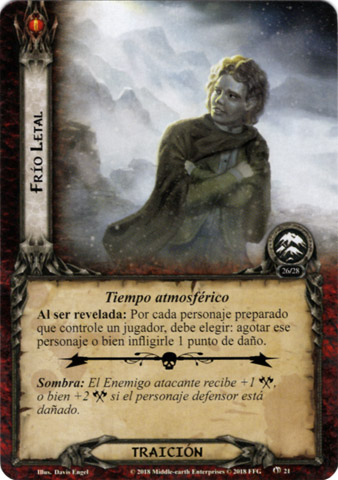 FRÍO LETAL
26/28
Tiempo atmosférico
Al ser revelada: Por cada personaje preparado
que controle un jugador, debe elegir: agotar ese
personaje o bien infligirle 1 punto de daño.
Sombra: El Enemigo atacante recibe +1
o bien +2 si el personaje defensor está
dañado.
TRAICIÓN
Illus. Davis Engel © 2018 Middle-earth Enterprises © 2018 FFG 21